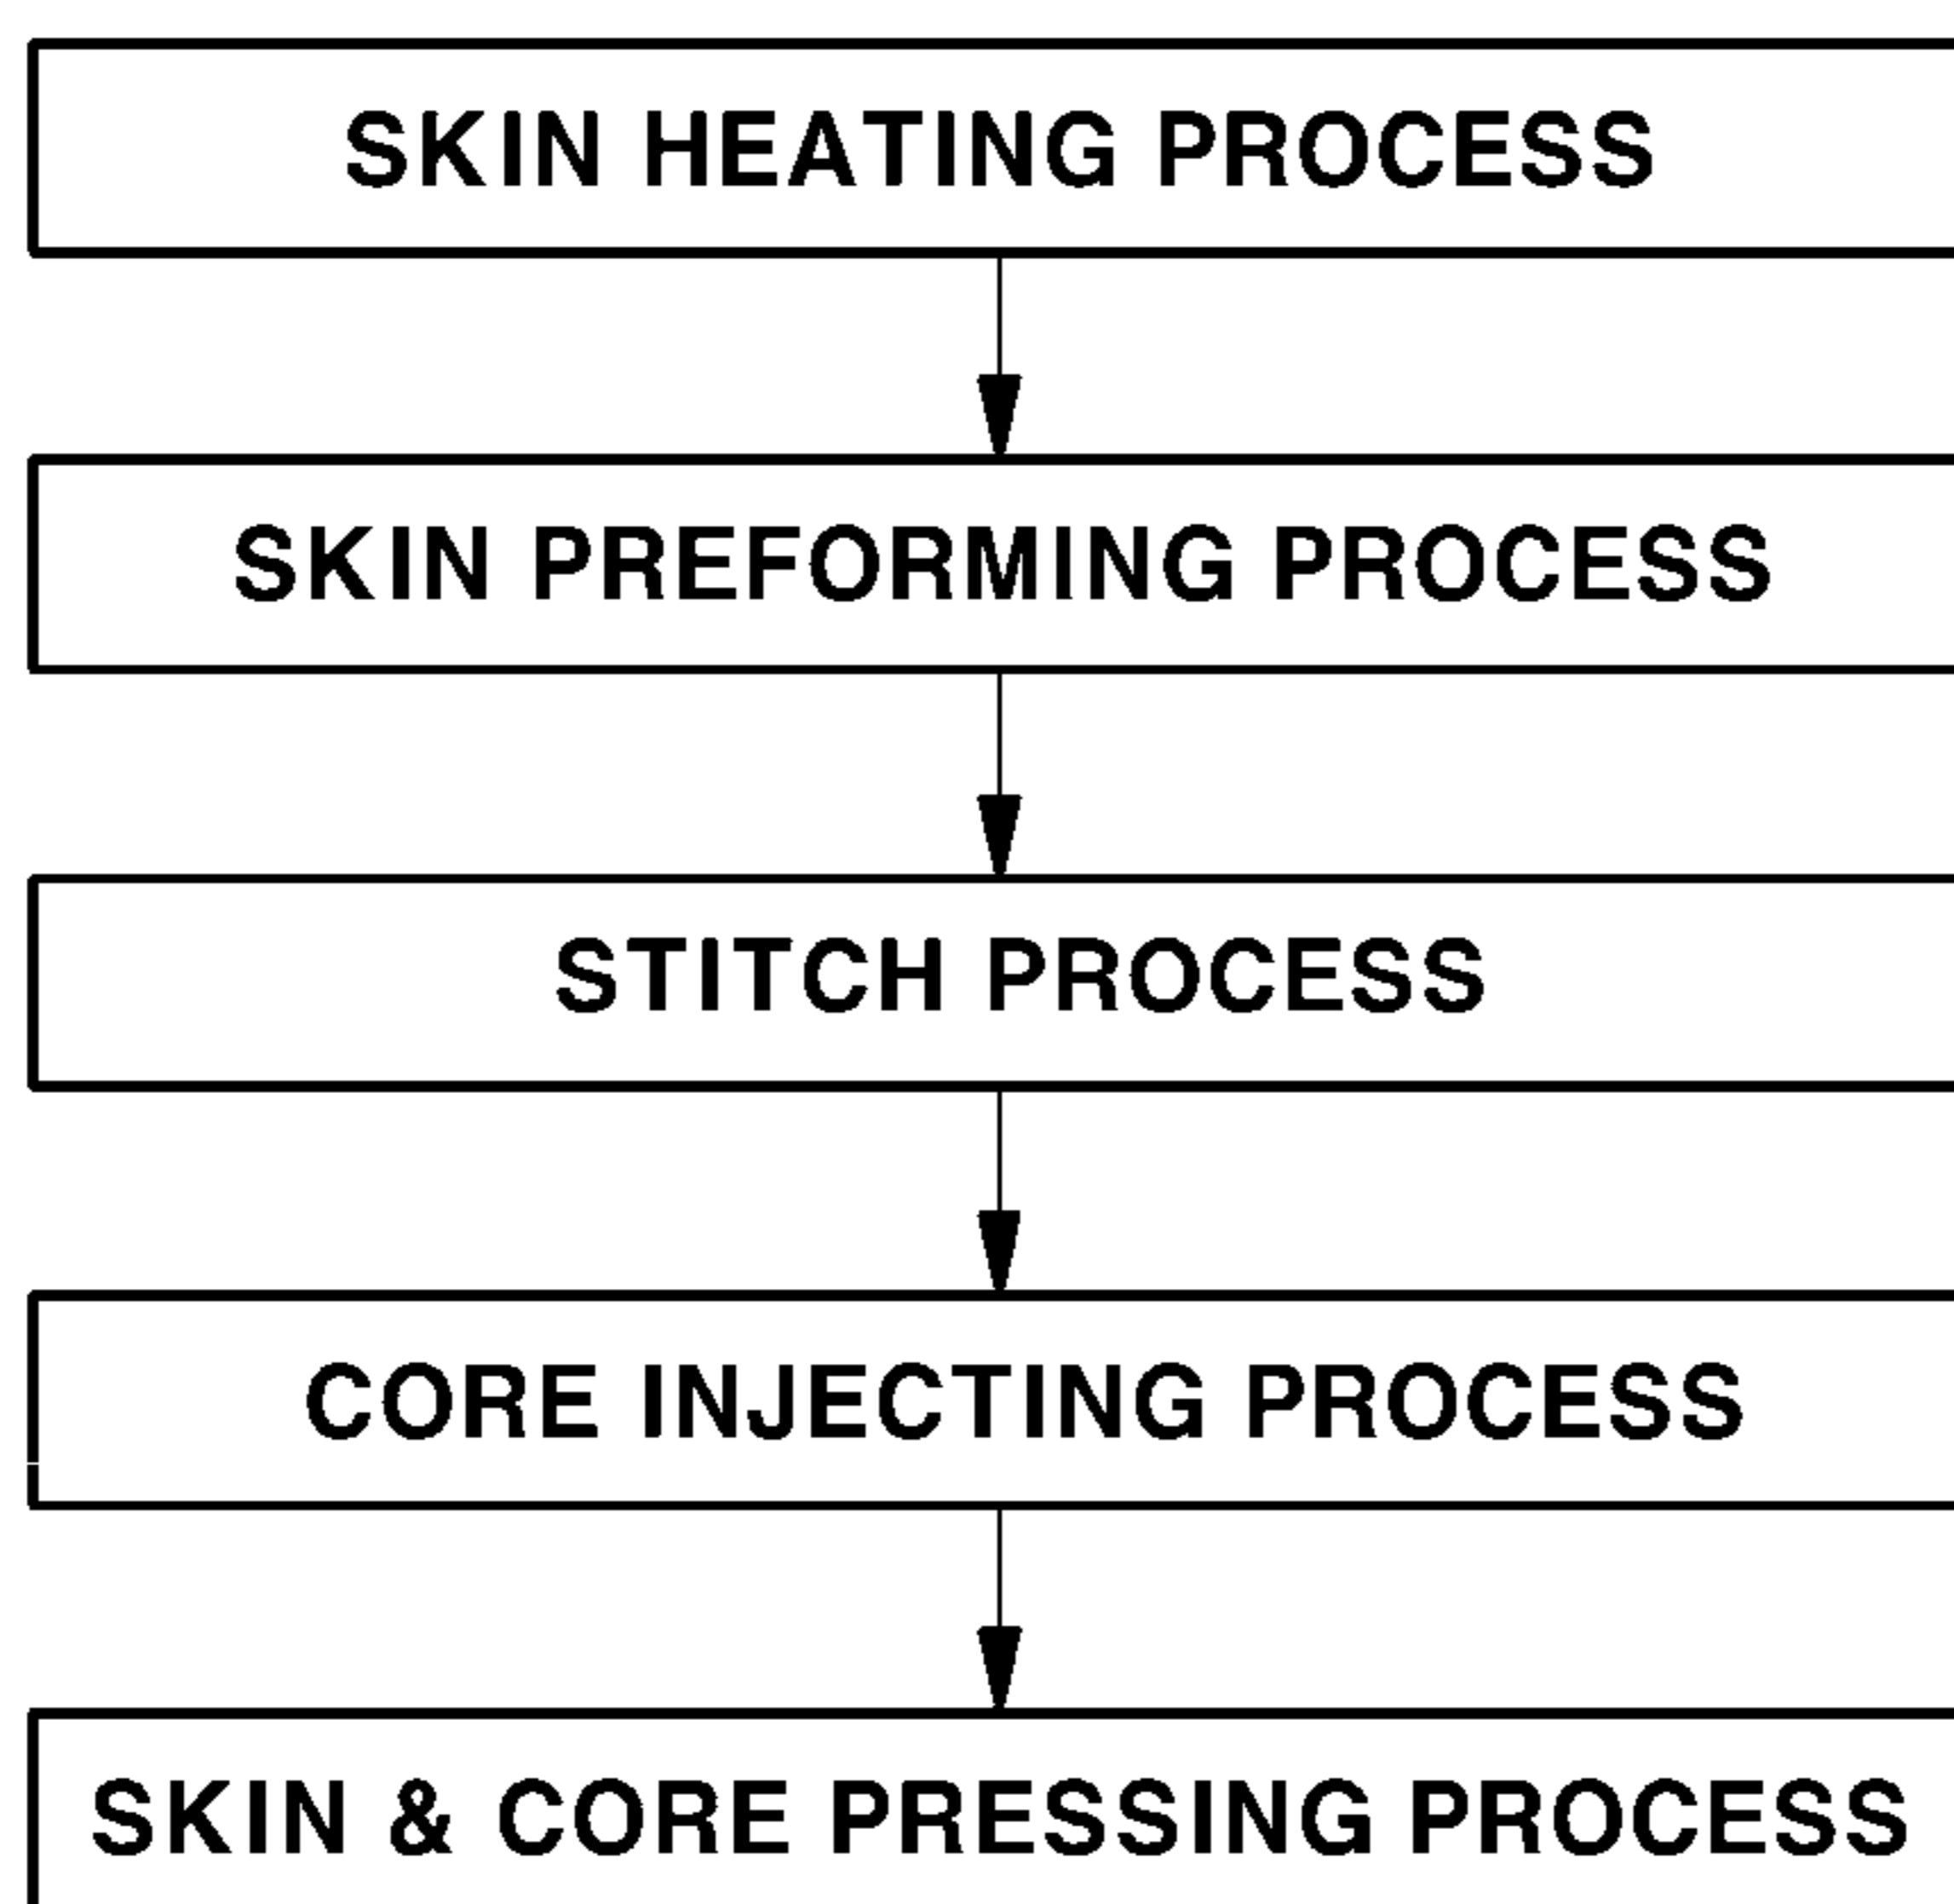 SKIN HEATING PROCESS
SKIN PREFORMING PROCESS
STITCH PROCESS
CORE INJECTING PROCESS
SKIN & CORE PRESSING PROCESS